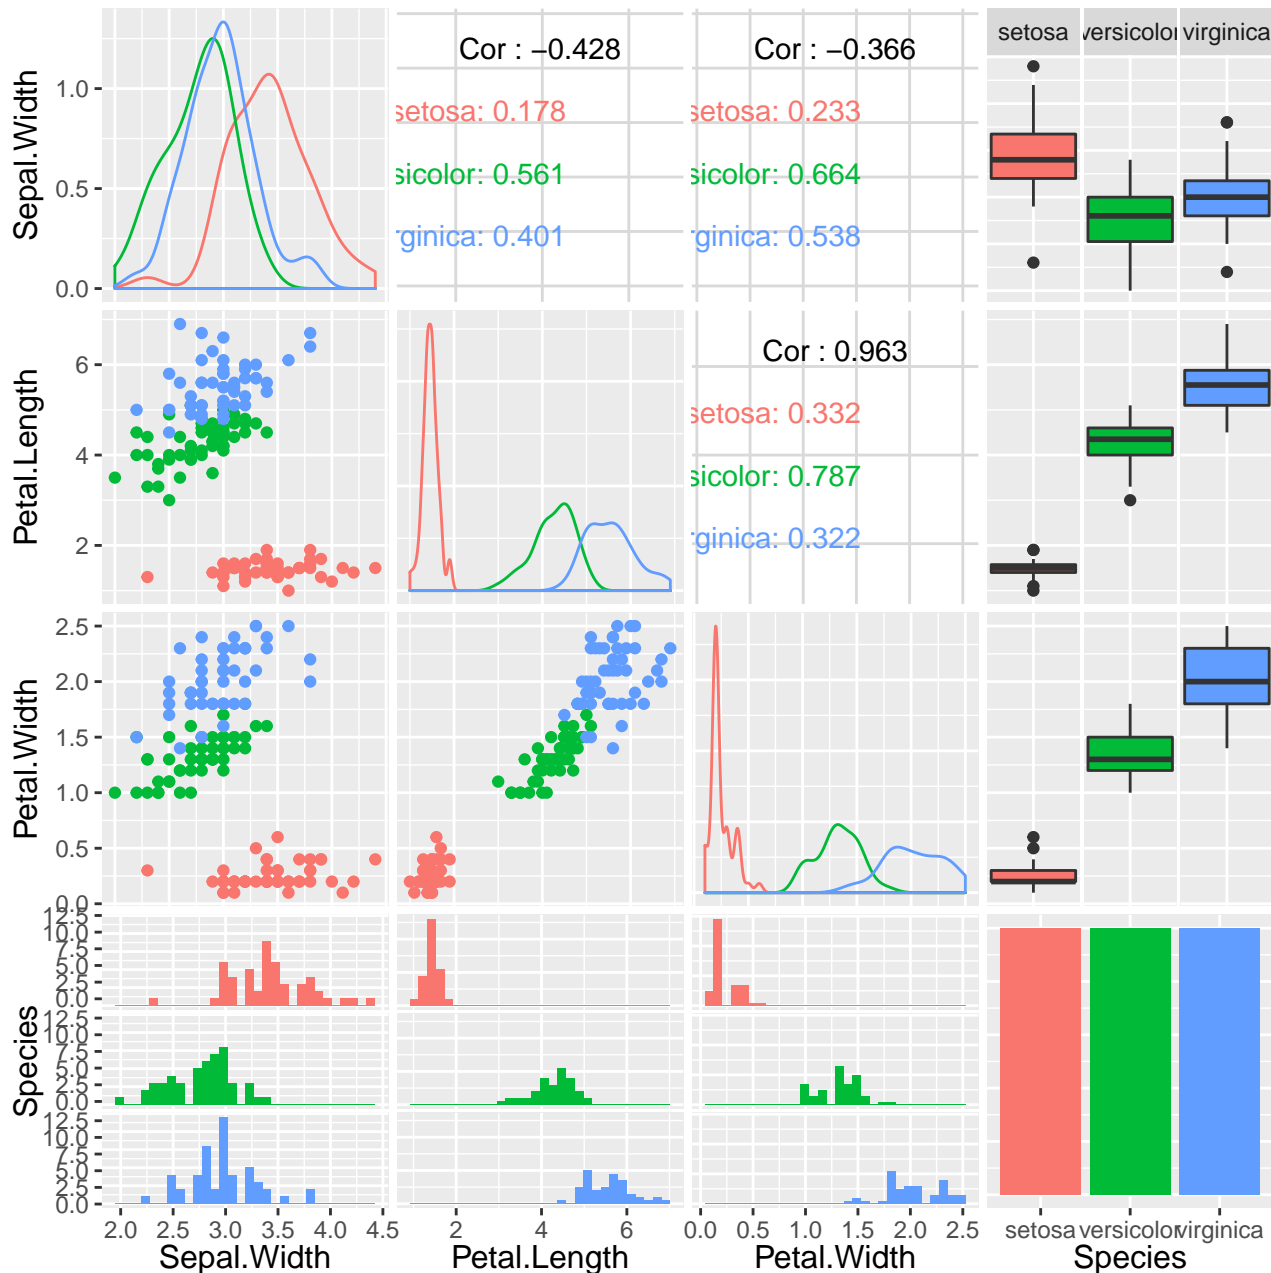 Cor : −0.428
Cor : −0.366
setosa
versicolor
virginica
Sepal.Width
1.0
0.5
0.0
setosa: 0.178
sicolor: 0.561
rginica: 0.401
setosa: 0.233
sicolor: 0.664
rginica: 0.538
Petal.Length
6
4
2
Cor : 0.963
setosa: 0.332
sicolor: 0.787
rginica: 0.322
Petal.Width
2.5
2.0
1.5
1.0
0.5
0.0
Species
12.5
10.0
7.5
5.0
2.5
0.0
12.5
10.0
7.5
5.0
2.5
0.0
12.5
10.0
7.5
5.0
2.5
0.0
2.0 2.5 3.0 3.5 4.0 4.5
2 4 6
0.0 0.5 1.0 1.5 2.0 2.5
setosa versicolor virginica
Sepal.Width
Petal.Length
Petal.Width
Species